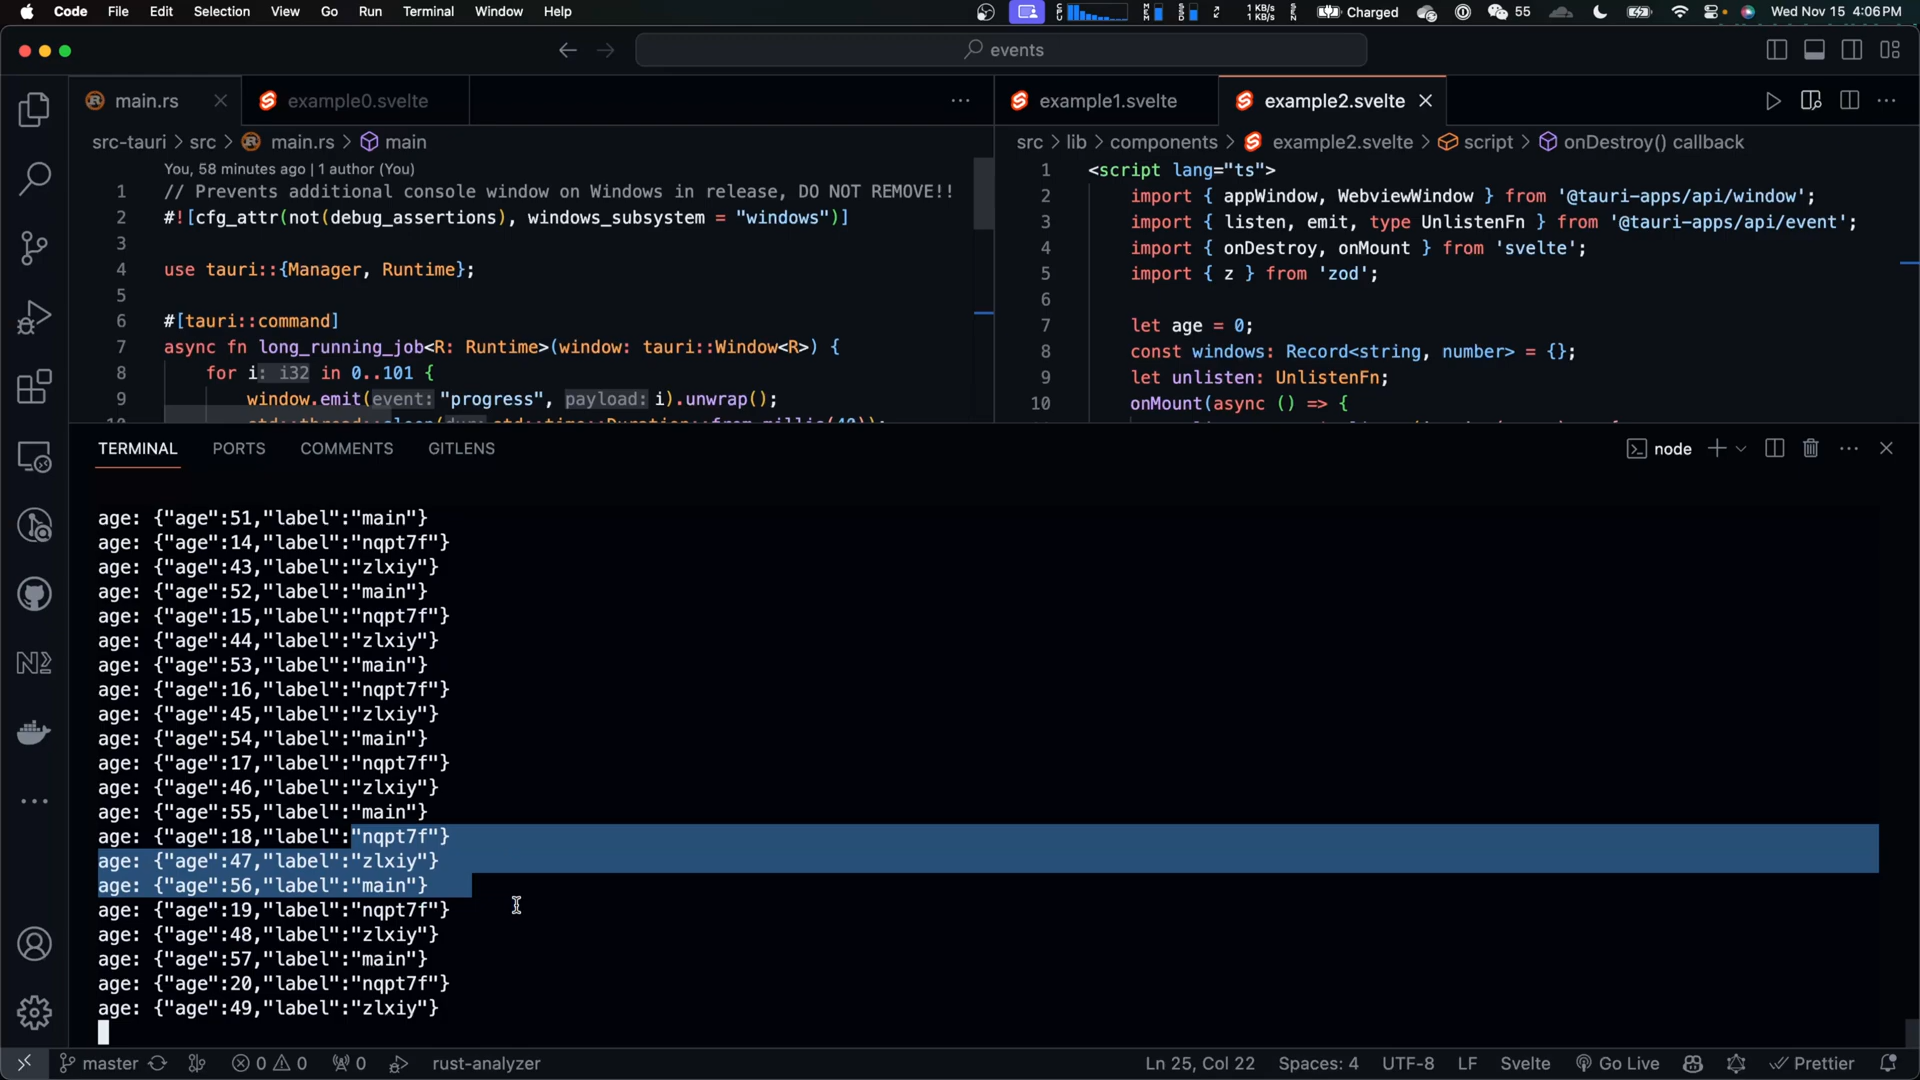 Code File Edit Selection View Go Run Terminal Window Help
1 KB/s
1 KB/s
Charged
55
Wed Nov 15 4:06 PM
events
main.rs
example0.svelte
src-tauri > src > main.rs > main
You, 58 minutes ago | 1 author (You)
1 // Prevents additional console window on Windows in release, DO NOT REMOVE!!
2 #![cfg_attr(not(debug_assertions), windows_subsystem = "windows")]
3
4 use tauri::{Manager, Runtime};
5
6 #[tauri::command]
7 async fn long_running_job<R: Runtime>(window: tauri::Window<R>) {
8 for i: i32 in 0..101 {
9 window.emit(event: "progress", payload: i).unwrap();
example1.svelte
example2.svelte
src > lib > components > example2.svelte > script > onDestroy() callback
1 <script lang="ts">
2 import { appWindow, WebviewWindow } from '@tauri-apps/api/window';
3 import { listen, emit, type UnlistenFn } from '@tauri-apps/api/event';
4 import { onDestroy, onMount } from 'svelte';
5 import { z } from 'zod';
6
7 let age = 0;
8 const windows: Record<string, number> = {};
9 let unlisten: UnlistenFn;
10 onMount(async () => {
TERMINAL PORTS COMMENTS GITLENS
node
age: {"age":51,"label":"main"}
age: {"age":14,"label":"nqpt7f"}
age: {"age":43,"label":"zlxiy"}
age: {"age":52,"label":"main"}
age: {"age":15,"label":"nqpt7f"}
age: {"age":44,"label":"zlxiy"}
age: {"age":53,"label":"main"}
age: {"age":16,"label":"nqpt7f"}
age: {"age":45,"label":"zlxiy"}
age: {"age":54,"label":"main"}
age: {"age":17,"label":"nqpt7f"}
age: {"age":46,"label":"zlxiy"}
age: {"age":55,"label":"main"}
age: {"age":18,"label":"nqpt7f"}
age: {"age":47,"label":"zlxiy"}
age: {"age":56,"label":"main"}
age: {"age":19,"label":"nqpt7f"}
age: {"age":48,"label":"zlxiy"}
age: {"age":57,"label":"main"}
age: {"age":20,"label":"nqpt7f"}
age: {"age":49,"label":"zlxiy"}
master 0 0 0 rust-analyzer
Ln 25, Col 22 Spaces: 4 UTF-8 LF Svelte Go Live Prettier